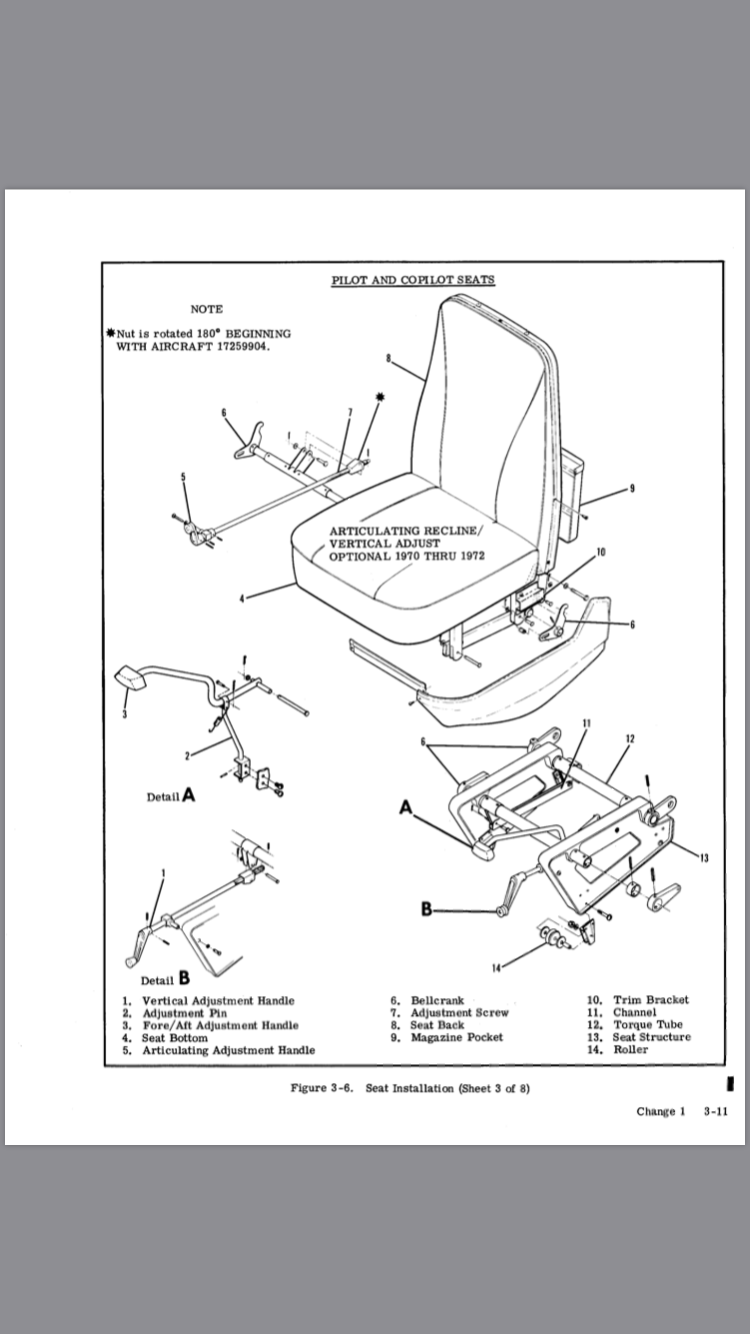 PILOT AND COPILOT SEATS
NOTE
✷Nut is rotated 180° BEGINNING
WITH AIRCRAFT 17259904.
8
✷
6
7
5
9
ARTICULATING RECLINE/
VERTICAL ADJUST
OPTIONAL 1970 THRU 1972
10
4
6
3
11
6
12
2
Detail A
A
13
1
B
14
Detail B
1. Vertical Adjustment Handle
2. Adjustment Pin
3. Fore/Aft Adjustment Handle
4. Seat Bottom
5. Articulating Adjustment Handle
6. Bellcrank
7. Adjustment Screw
8. Seat Back
9. Magazine Pocket
10. Trim Bracket
11. Channel
12. Torque Tube
13. Seat Structure
14. Roller
Figure 3-6. Seat Installation (Sheet 3 of 8)
Change 1 3-11